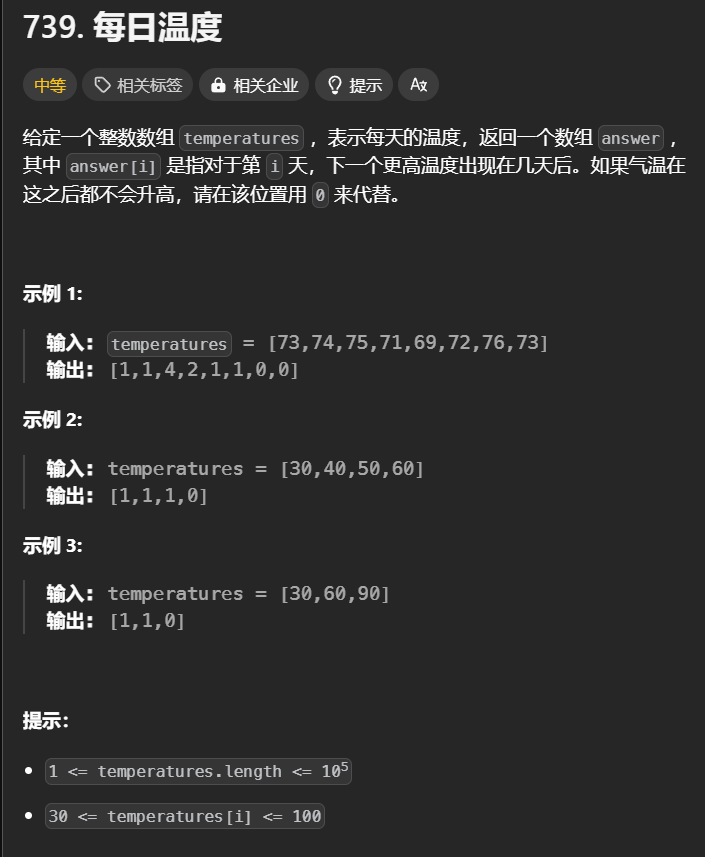 739. 每日温度
中等 相关标签 相关企业 提示 Aあ
给定一个整数数组 temperatures ，表示每天的温度，返回一个数组 answer ，
其中 answer[i] 是指对于第 i 天，下一个更高温度出现在几天后。如果气温在
这之后都不会升高，请在该位置用 0 来代替。
示例 1:
输入: temperatures = [73,74,75,71,69,72,76,73]
输出: [1,1,4,2,1,1,0,0]
示例 2:
输入: temperatures = [30,40,50,60]
输出: [1,1,1,0]
示例 3:
输入: temperatures = [30,60,90]
输出: [1,1,0]
提示：
• 1 <= temperatures.length <= 10⁵
• 30 <= temperatures[i] <= 100